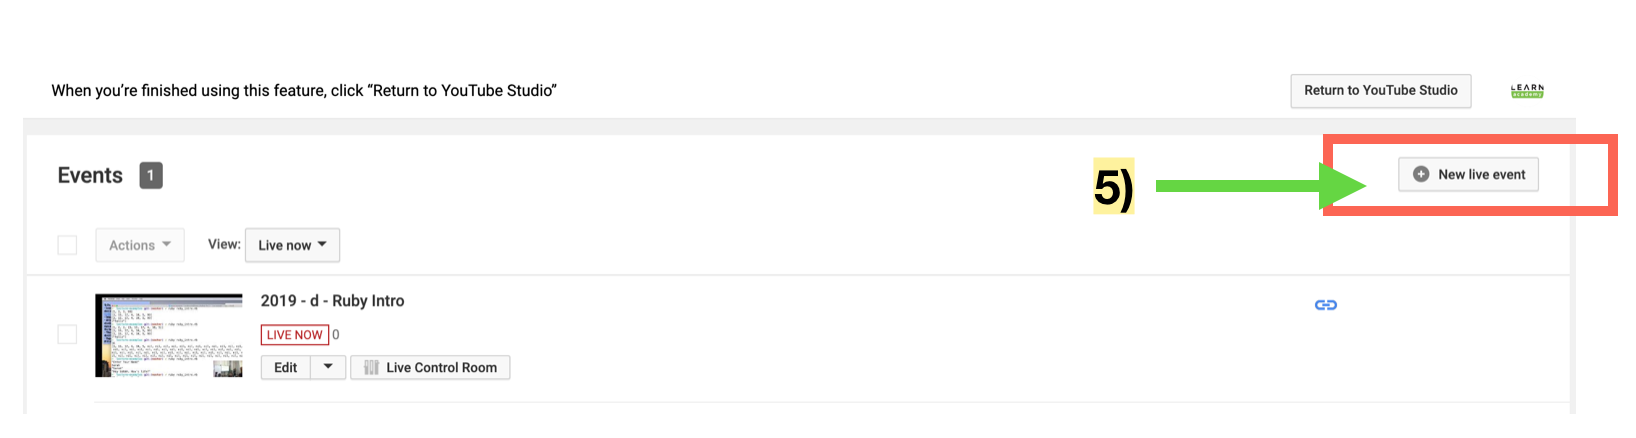 When you're finished using this feature, click “Return to YouTube Studio”
Return to YouTube Studio
LEARN
academy
Events 1
5)
New live event
Actions
View: Live now
2019 - d - Ruby Intro
LIVE NOW 0
Edit
Live Control Room